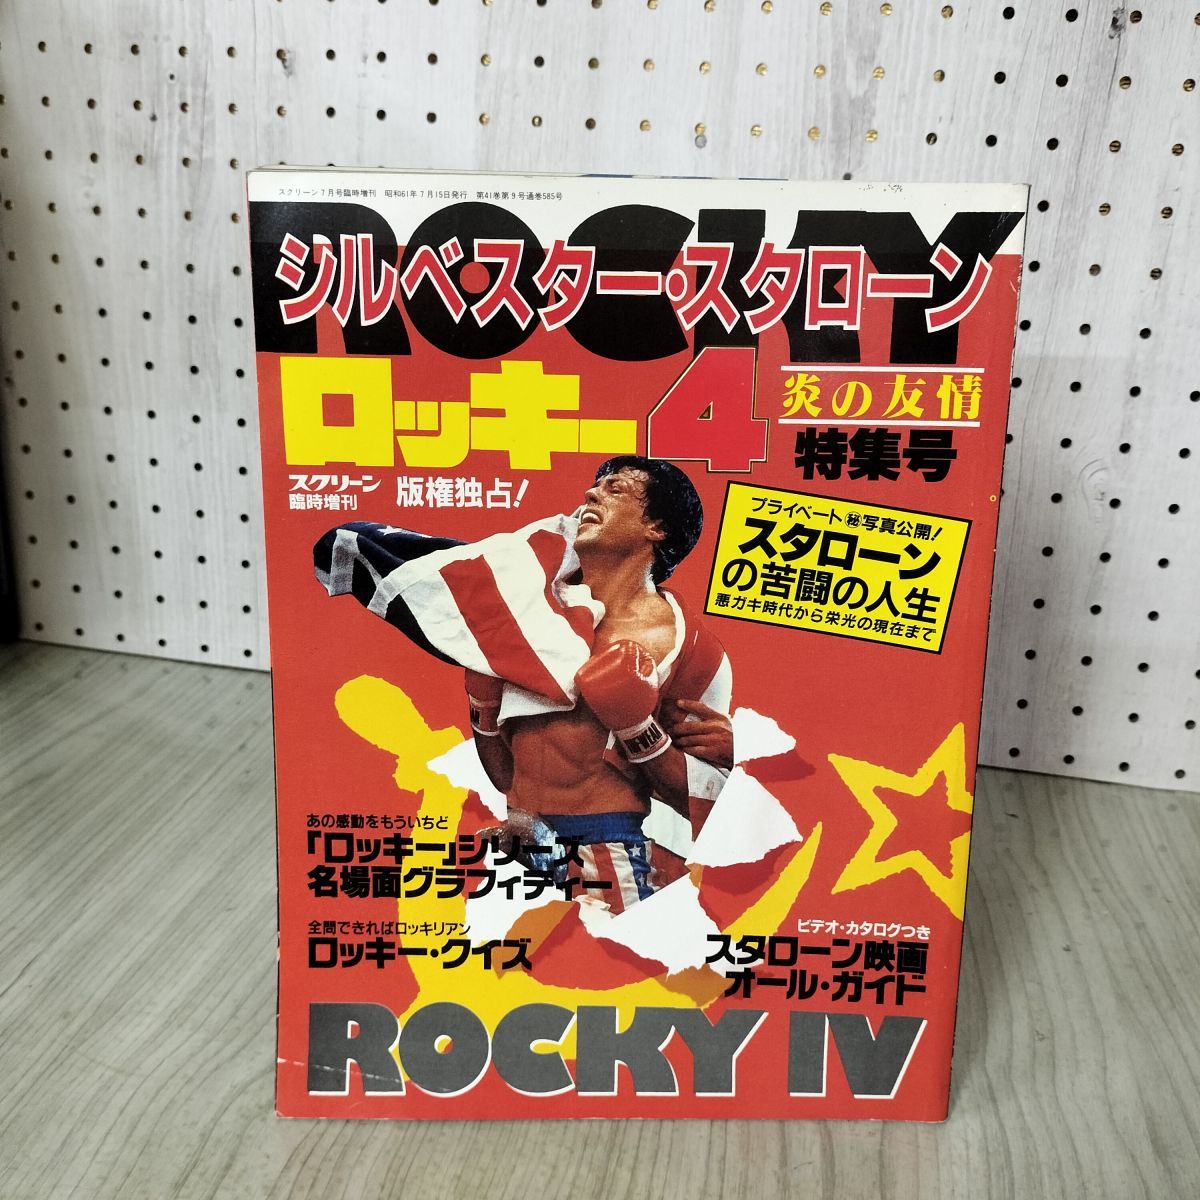 スクリーン7月号臨時増刊 昭和61年7月15日発行 第41巻第9号通巻585号
ROCKY
シルベスター・スタローン
ロッキー4
炎の友情
特集号
スクリーン
臨時増刊
版権独占!
プライベート㊙写真公開!
スタローン
の苦闘の人生
悪ガキ時代から栄光の現在まで
あの感動をもういちど
「ロッキー」シリーズ
名場面グラフィティー
全問できればロッキリアン
ロッキー・クイズ
ビデオ・カタログつき
スタローン映画
オール・ガイド
ROCKY IV